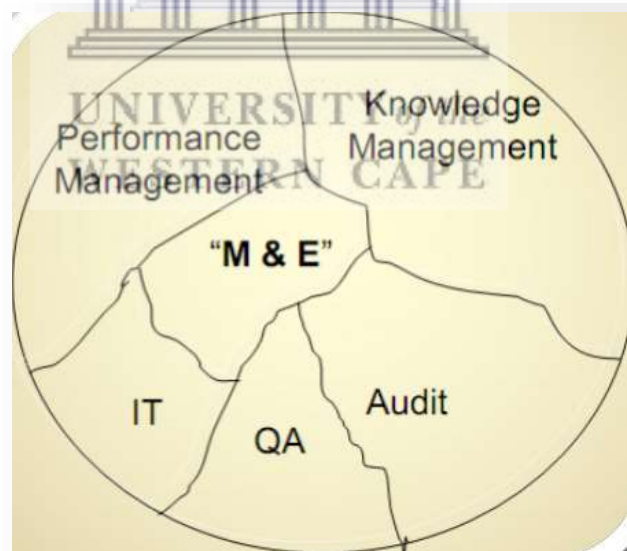 UNIVERSITY of the
WESTERN CAPE
Knowledge
Management
Performance
Management
“M & E”
IT
QA
Audit